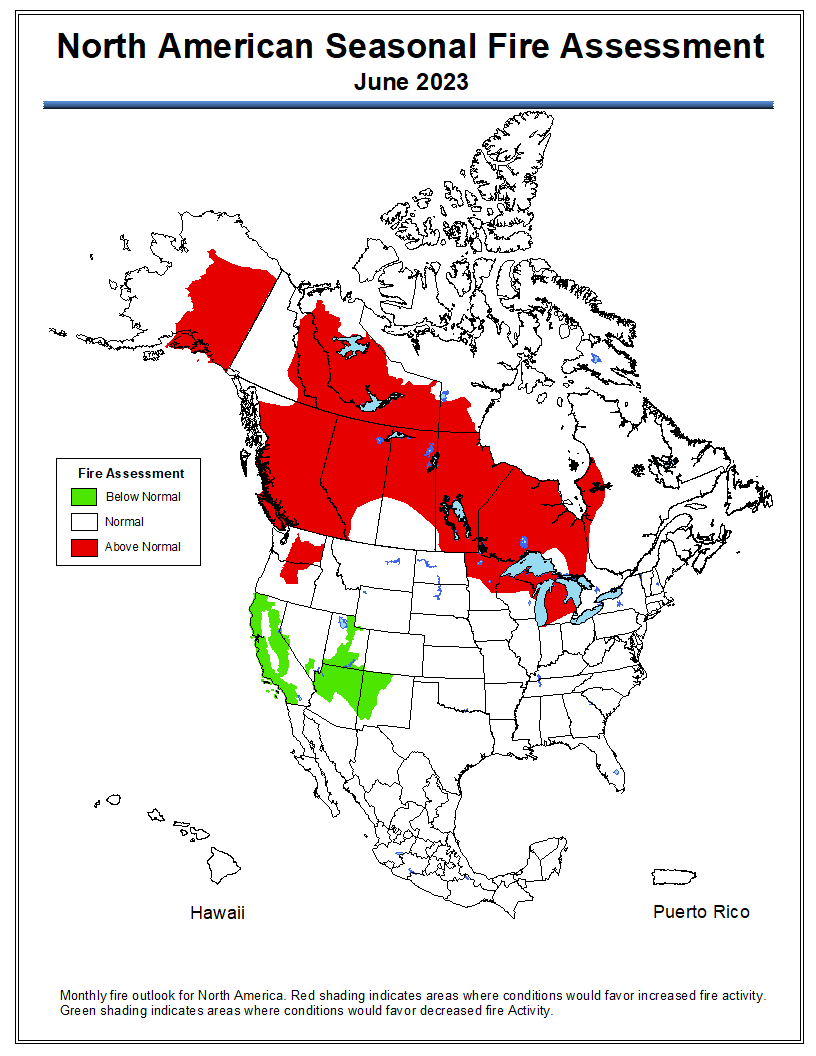 North American Seasonal Fire Assessment
June 2023
Fire Assessment
Below Normal
Normal
Above Normal
Hawaii
Puerto Rico
Monthly fire outlook for North America. Red shading indicates areas where conditions would favor increased fire activity.
Green shading indicates areas where conditions would favor decreased fire Activity.